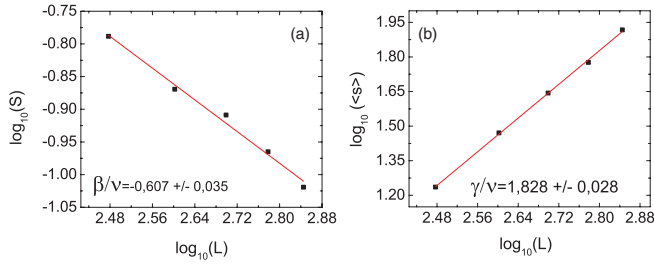 (a)
log10(S)
-0.75
-0.80
-0.85
-0.90
-0.95
-1.00
-1.05
β/ν=-0,607 +/- 0,035
2.48 2.56 2.64 2.72 2.80 2.88
log10(L)
(b)
log10 (<s>)
1.95
1.80
1.65
1.50
1.35
1.20
γ/ν=1,828 +/- 0,028
2.48 2.56 2.64 2.72 2.80 2.88
log10(L)